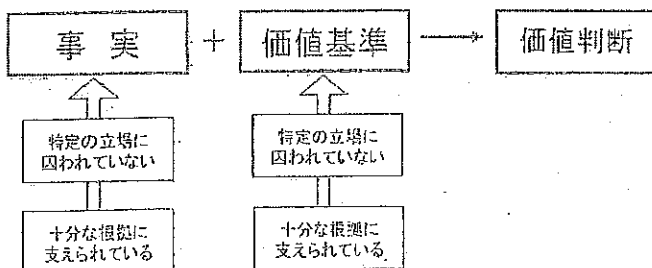 事実 + 価値基準 → 価値判断
特定の立場に
囚われていない
特定の立場に
囚われていない
十分な根拠に
支えられている
十分な根拠に
支えられている